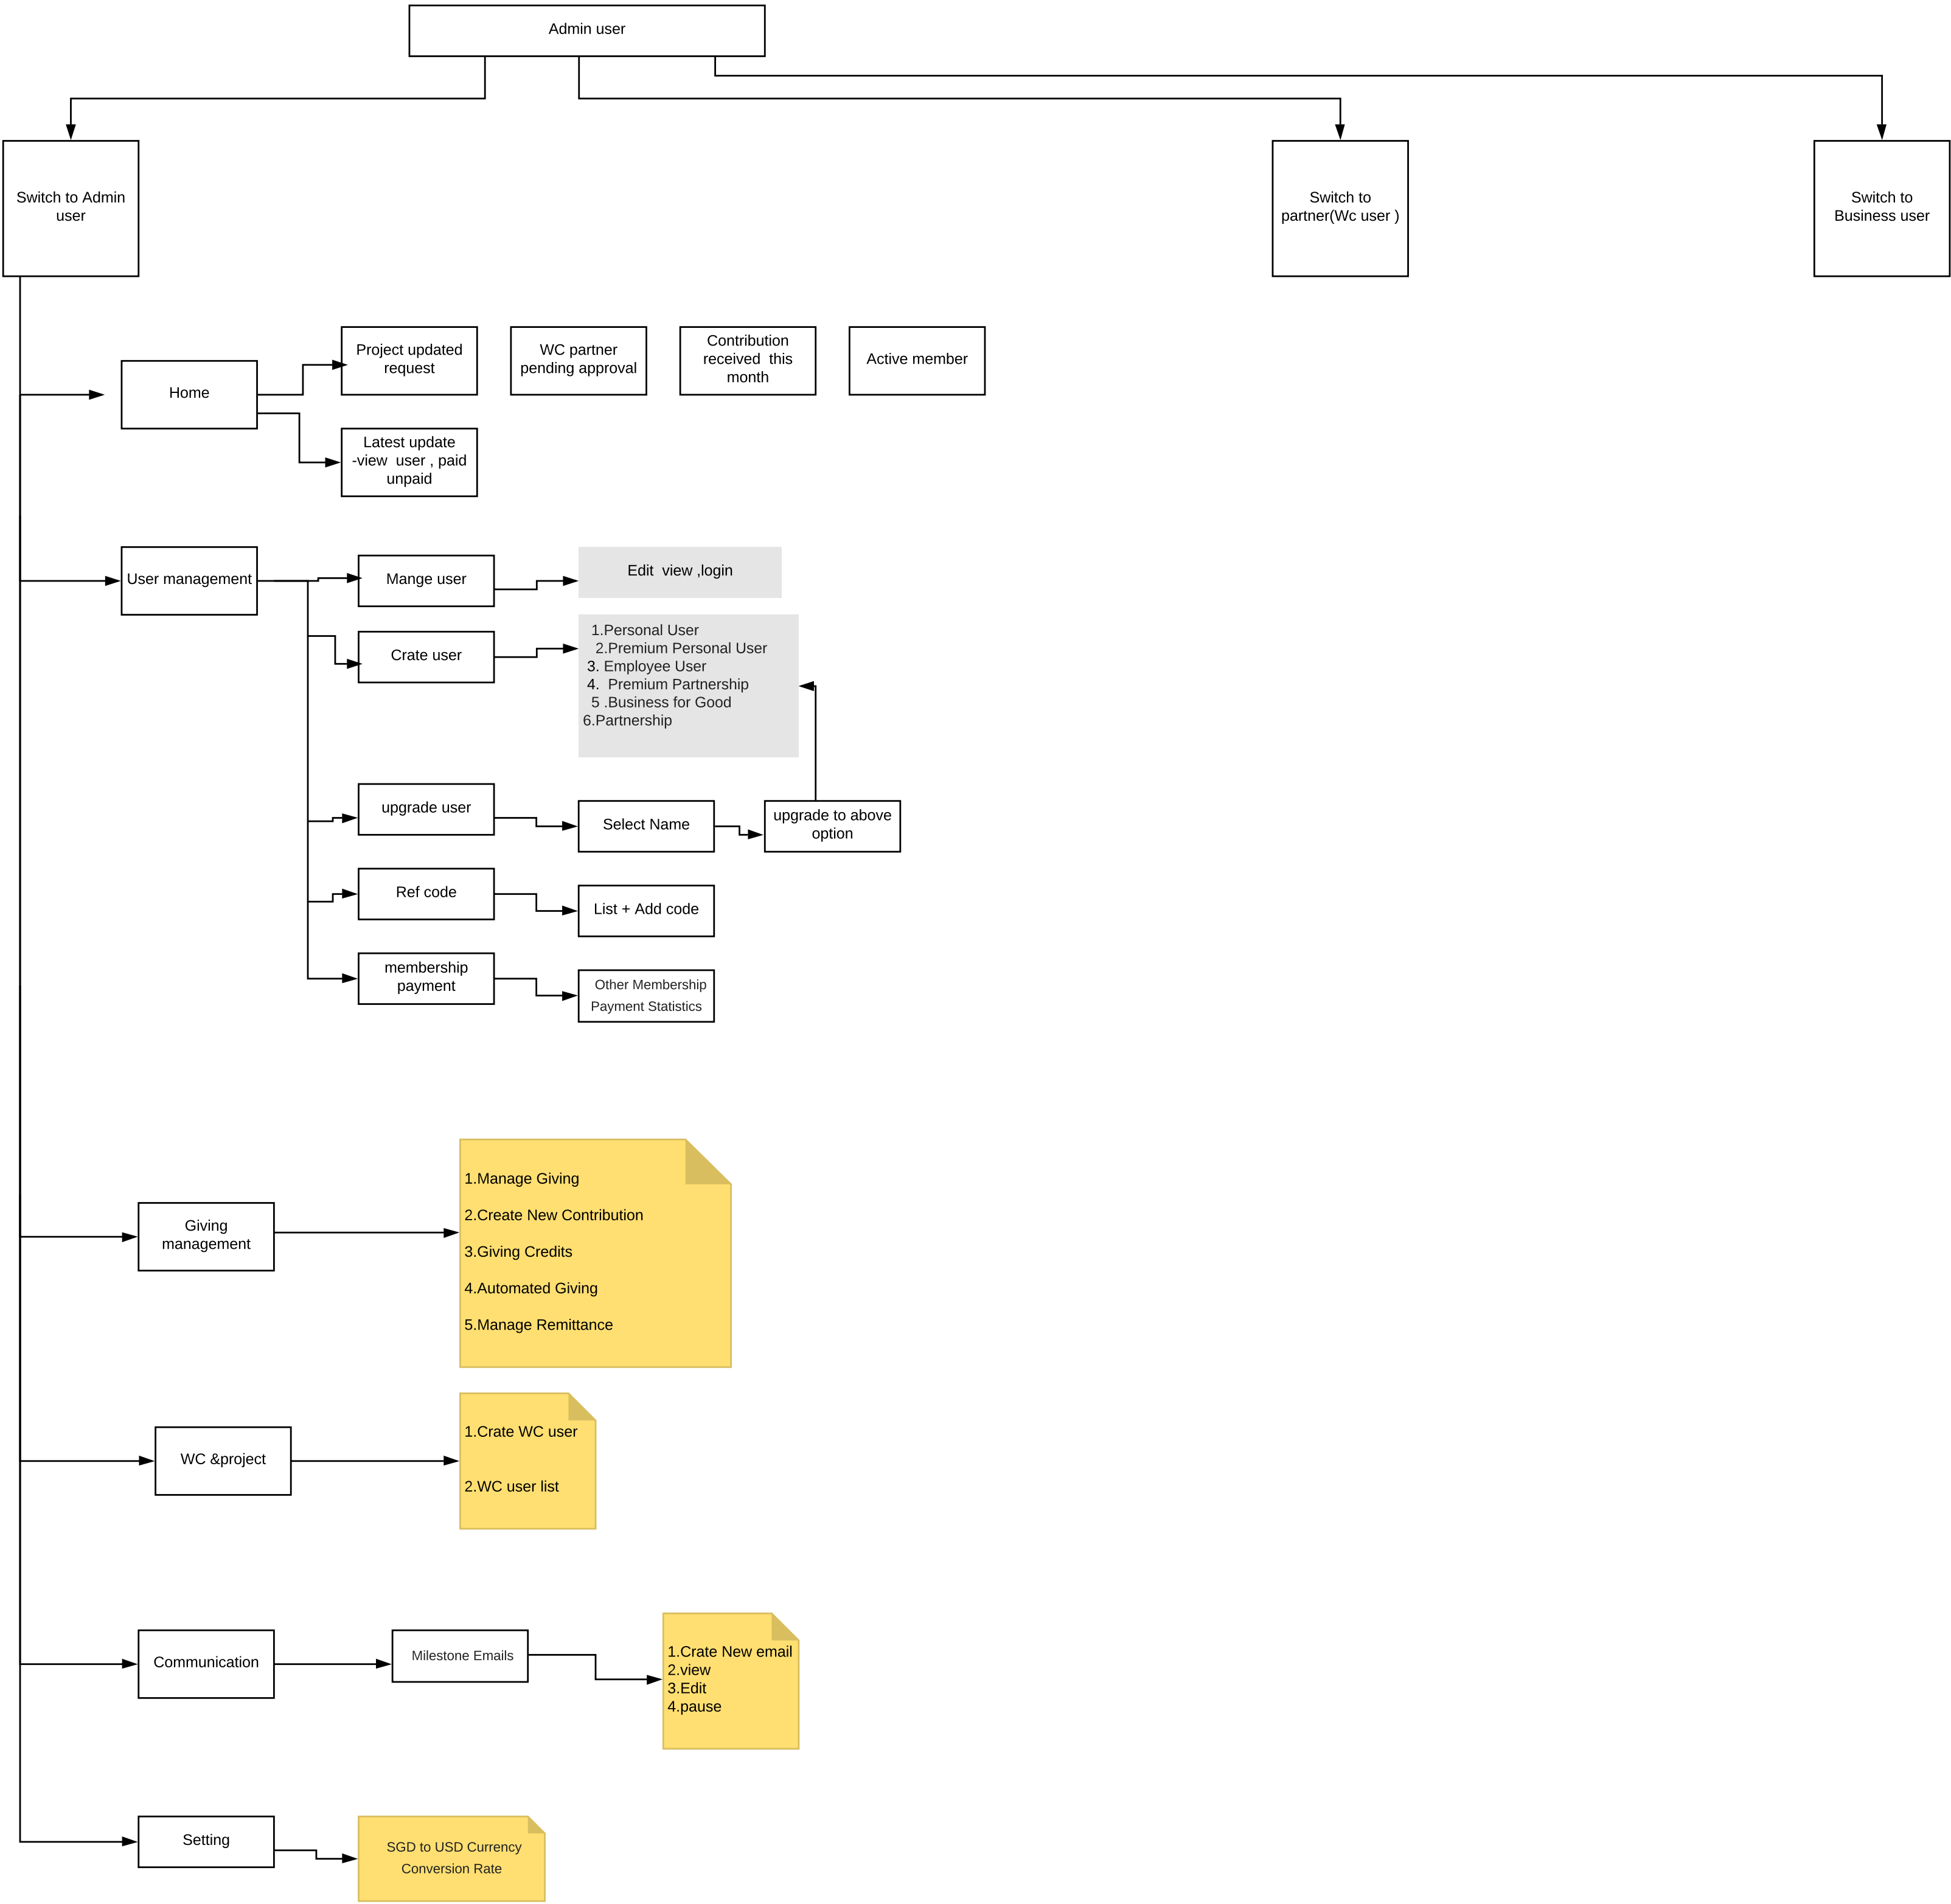 Admin user
Switch to Admin
user
Switch to
partner(Wc user )
Switch to
Business user
Home
Project updated
request
WC partner
pending approval
Contribution
received  this
month
Active member
Latest update
-view  user , paid
unpaid
User management
Mange user
Edit  view ,login
Crate user
1.Personal User
2.Premium Personal User
3. Employee User
4.  Premium Partnership
5 .Business for Good
6.Partnership
upgrade user
Select Name
upgrade to above
option
Ref code
List + Add code
membership
payment
Other Membership
Payment Statistics
Giving
management
1.Manage Giving
2.Create New Contribution
3.Giving Credits
4.Automated Giving
5.Manage Remittance
WC &project
1.Crate WC user
2.WC user list
Communication
Milestone Emails
1.Crate New email
2.view
3.Edit
4.pause
Setting
SGD to USD Currency
Conversion Rate